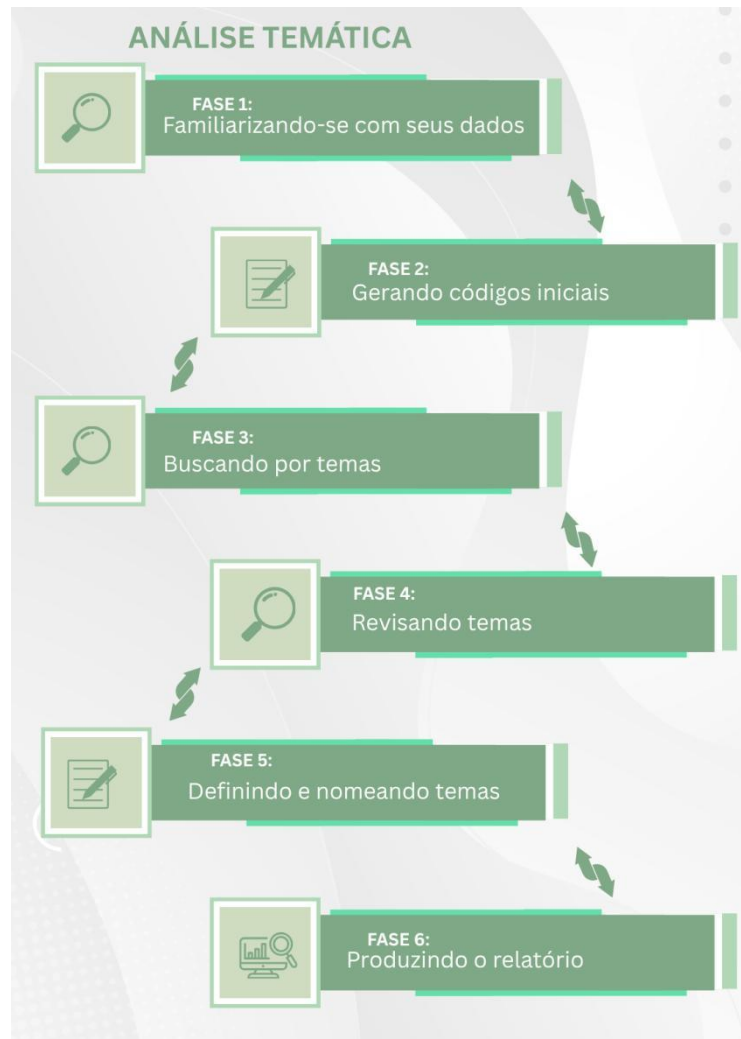 ANÁLISE TEMÁTICA
FASE 1:
Familiarizando-se com seus dados
FASE 2:
Gerando códigos iniciais
FASE 3:
Buscando por temas
FASE 4:
Revisando temas
FASE 5:
Definindo e nomeando temas
FASE 6:
Produzindo o relatório